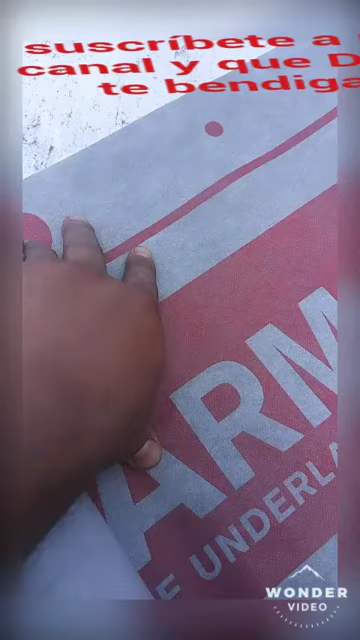 suscríbete a
canal y que D
te bendiga
ARM
E UNDERLA
WONDER
VIDEO